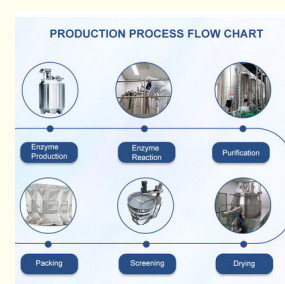 PRODUCTION PROCESS FLOW CHART
Enzyme
Production
Enzyme
Reaction
Purification
Packing
Screening
Drying